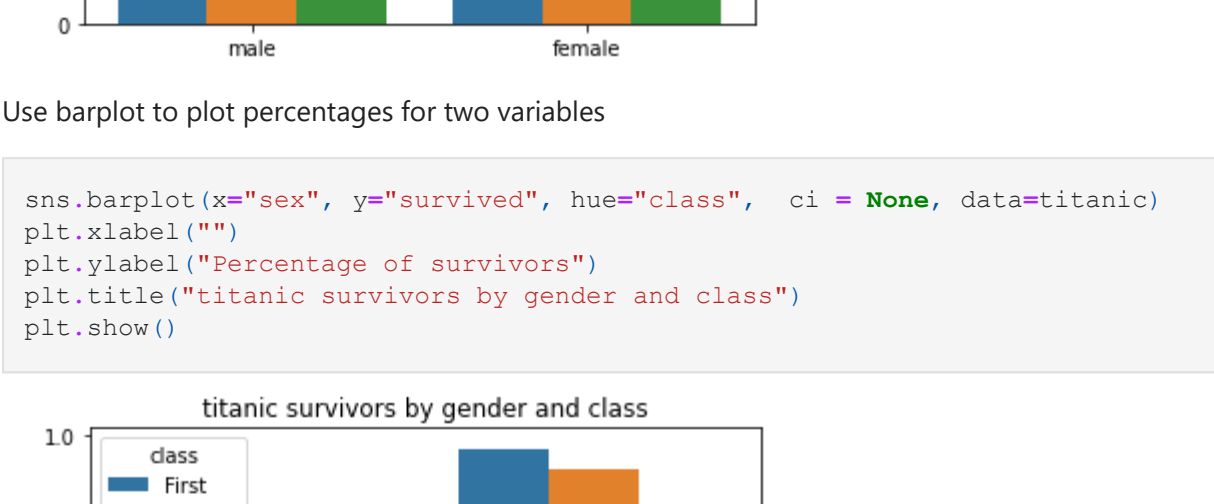 0
male female
Use barplot to plot percentages for two variables
sns.barplot(x="sex", y="survived", hue="class",  ci = None, data=titanic)
plt.xlabel("")
plt.ylabel("Percentage of survivors")
plt.title("titanic survivors by gender and class")
plt.show()
titanic survivors by gender and class
1.0
class
First